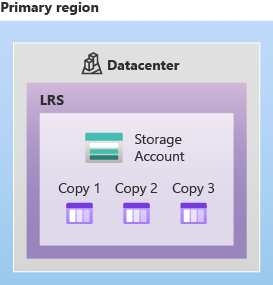 Primary region
Datacenter
LRS
Storage
Account
Copy 1 Copy 2 Copy 3